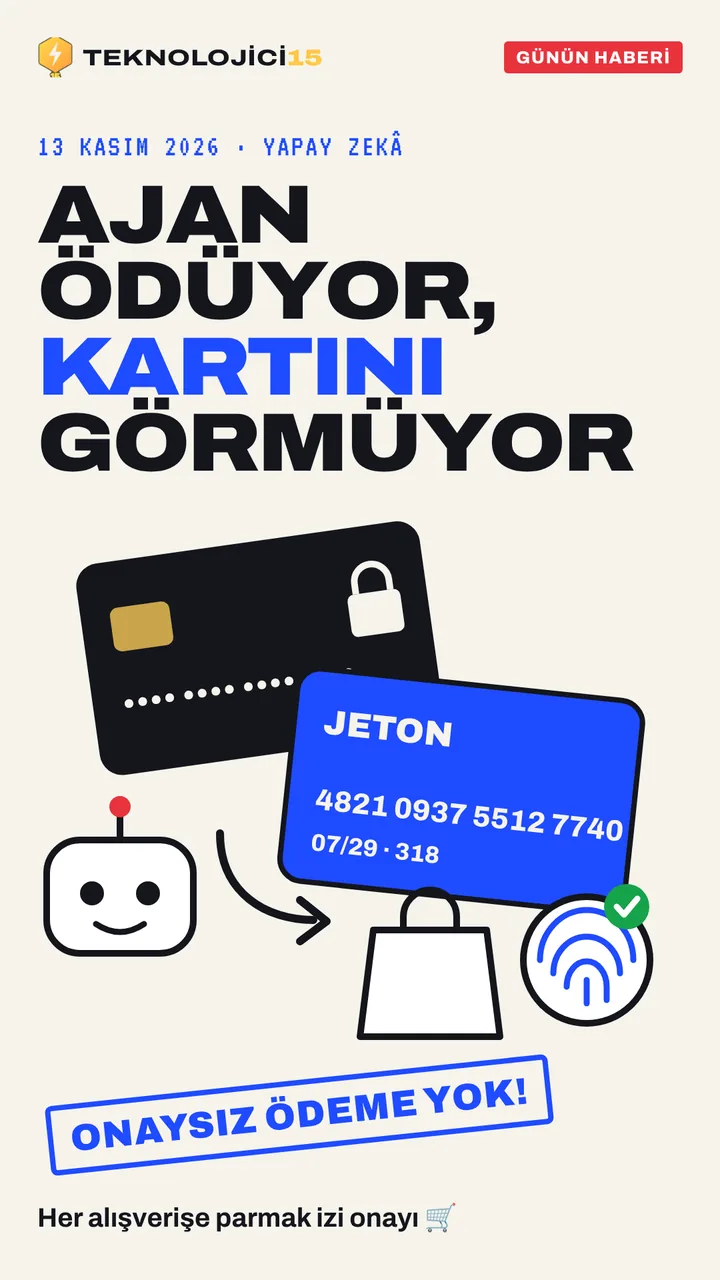 TEKNOLOJİCİ15
GÜNÜN HABERİ
13 KASIM 2026 · YAPAY ZEKÂ
AJAN
ÖDÜYOR,
KARTINI
GÖRMÜYOR
JETON
4821 0937 5512 7740
07/29 · 318
ONAYSIZ ÖDEME YOK!
Her alışverişe parmak izi onayı 🛒